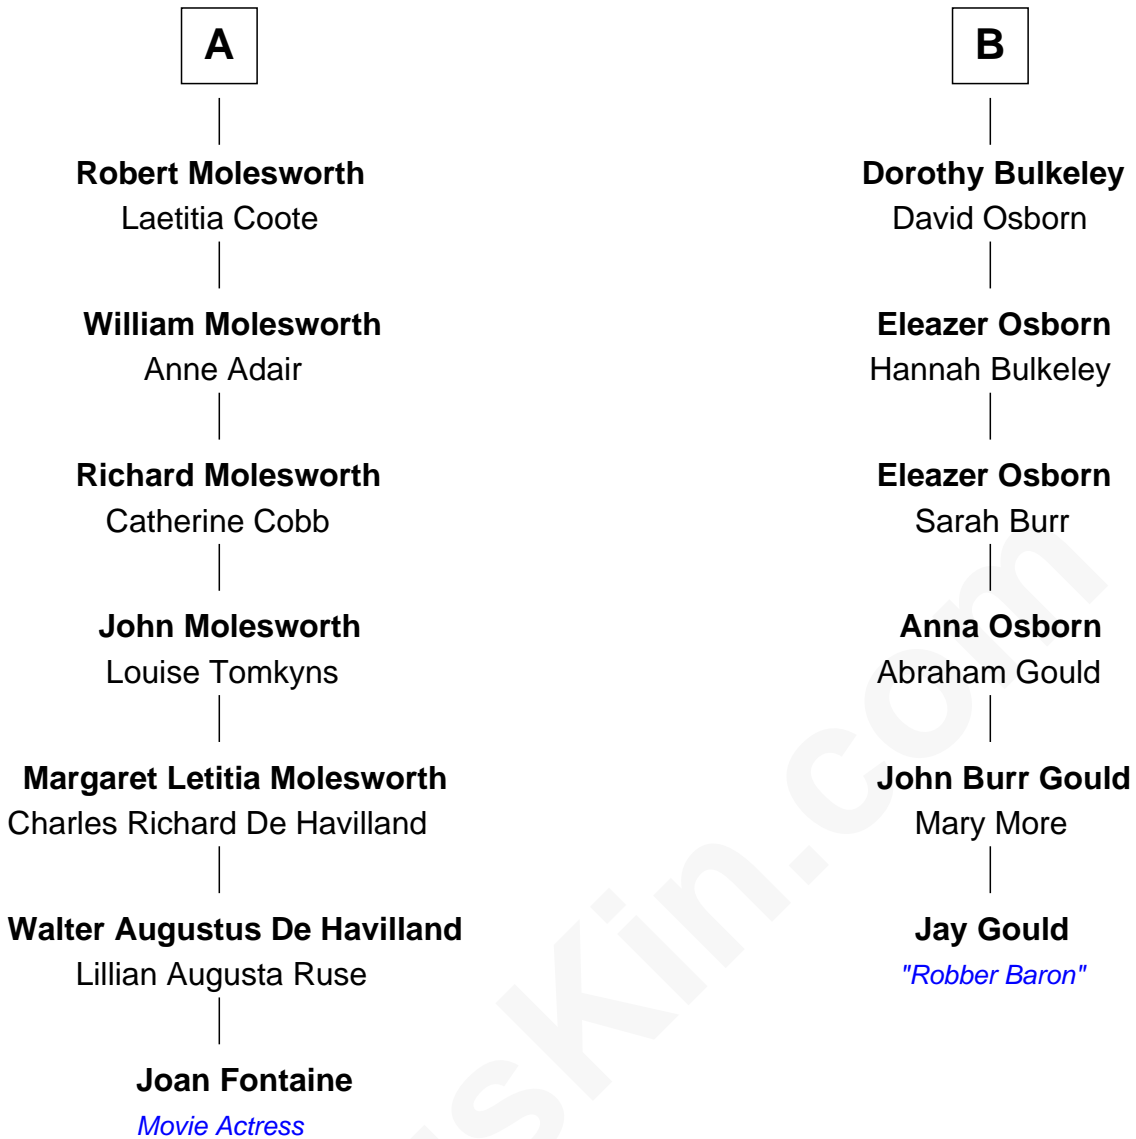 A
Robert Molesworth
Laetitia Coote
William Molesworth
Anne Adair
Richard Molesworth
Catherine Cobb
John Molesworth
Louise Tomkyns
Margaret Letitia Molesworth
Charles Richard De Havilland
Walter Augustus De Havilland
Lillian Augusta Ruse
Joan Fontaine
Movie Actress
B
Dorothy Bulkeley
David Osborn
Eleazer Osborn
Hannah Bulkeley
Eleazer Osborn
Sarah Burr
Anna Osborn
Abraham Gould
John Burr Gould
Mary More
Jay Gould
"Robber Baron"
usKin.com